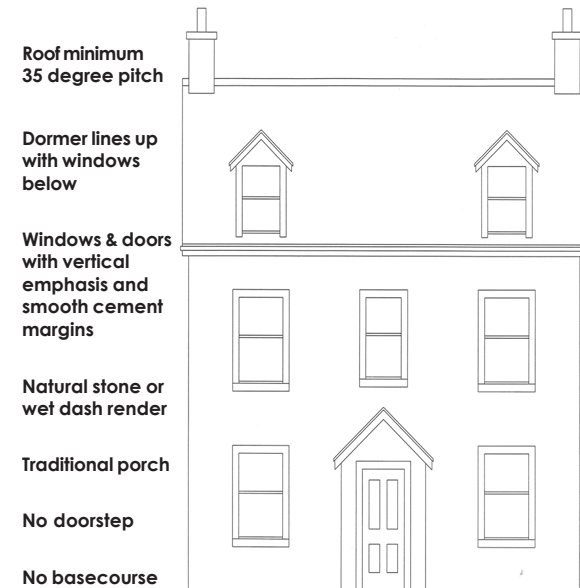 Roof minimum
35 degree pitch
Dormer lines up
with windows
below
Windows & doors
with vertical
emphasis and
smooth cement
margins
Natural stone or
wet dash render
Traditional porch
No doorstep
No basecourse